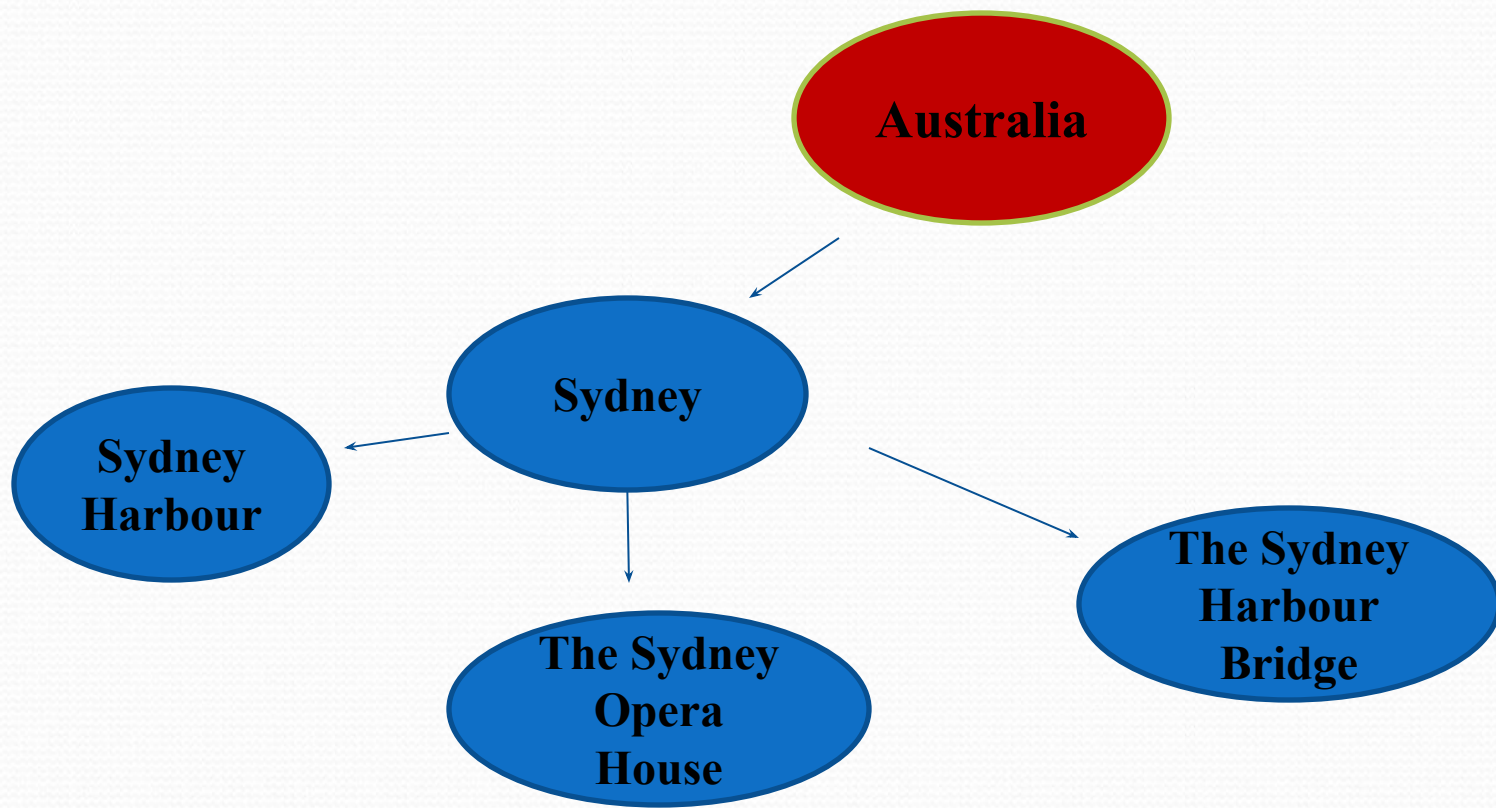 Australia
Sydney
Sydney
Harbour
The Sydney
Opera
House
The Sydney
Harbour
Bridge